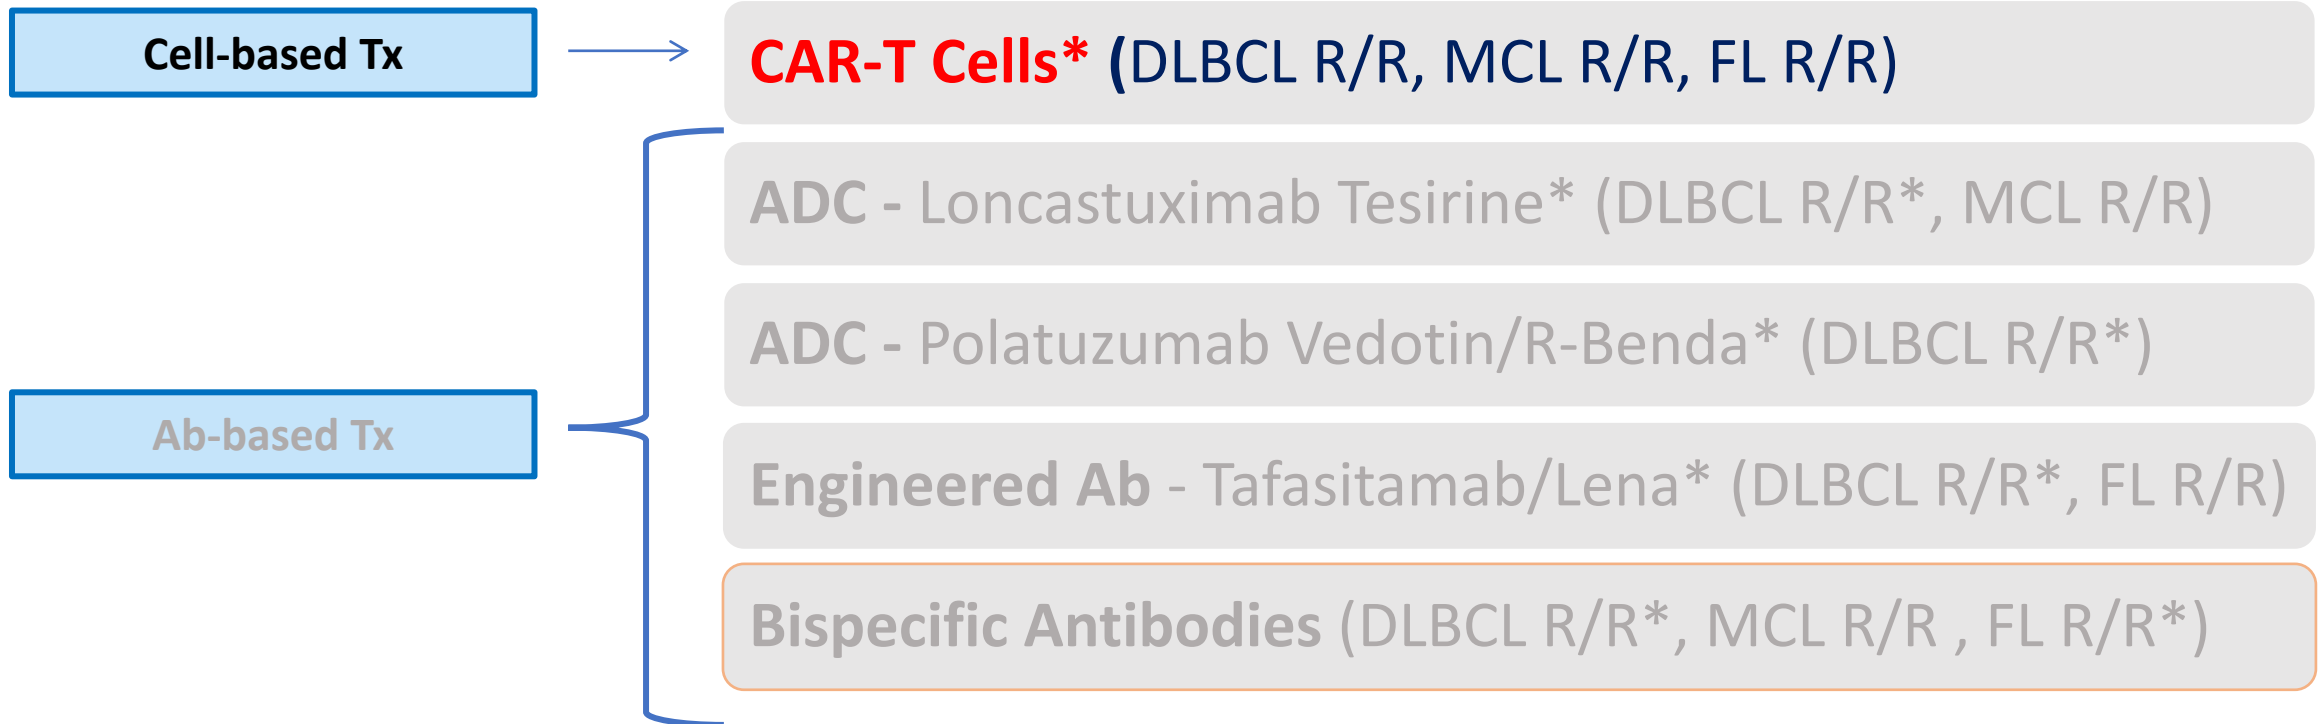 Cell-based Tx
CAR-T Cells* (DLBCL R/R, MCL R/R, FL R/R)
ADC - Loncastuximab Tesirine* (DLBCL R/R*, MCL R/R)
ADC - Polatuzumab Vedotin/R-Benda* (DLBCL R/R*)
Ab-based Tx
Engineered Ab - Tafasitamab/Lena* (DLBCL R/R*, FL R/R)
Bispecific Antibodies (DLBCL R/R*, MCL R/R , FL R/R*)